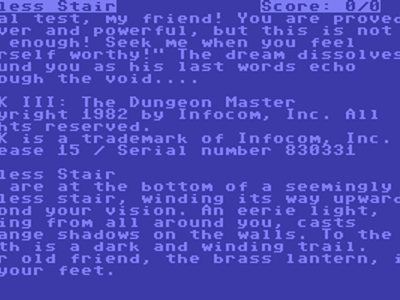 less Stair Score: 0/0
al test, my friend! You are proved
ver and powerful, but this is not
 enough! Seek me when you feel
rself worthy!" The dream dissolves
und you as his last words echo
ough the void....
K III: The Dungeon Master
yright 1982 by Infocom, Inc. All
hts reserved.
K is a trademark of Infocom, Inc.
ease 15 / Serial number 830331
less Stair
 are at the bottom of a seemingly
less stair, winding its way upward
ond your vision. An eerie light,
ing from all around you, casts
ange shadows on the walls. To the
th is a dark and winding trail.
r old friend, the brass lantern, i
your feet.